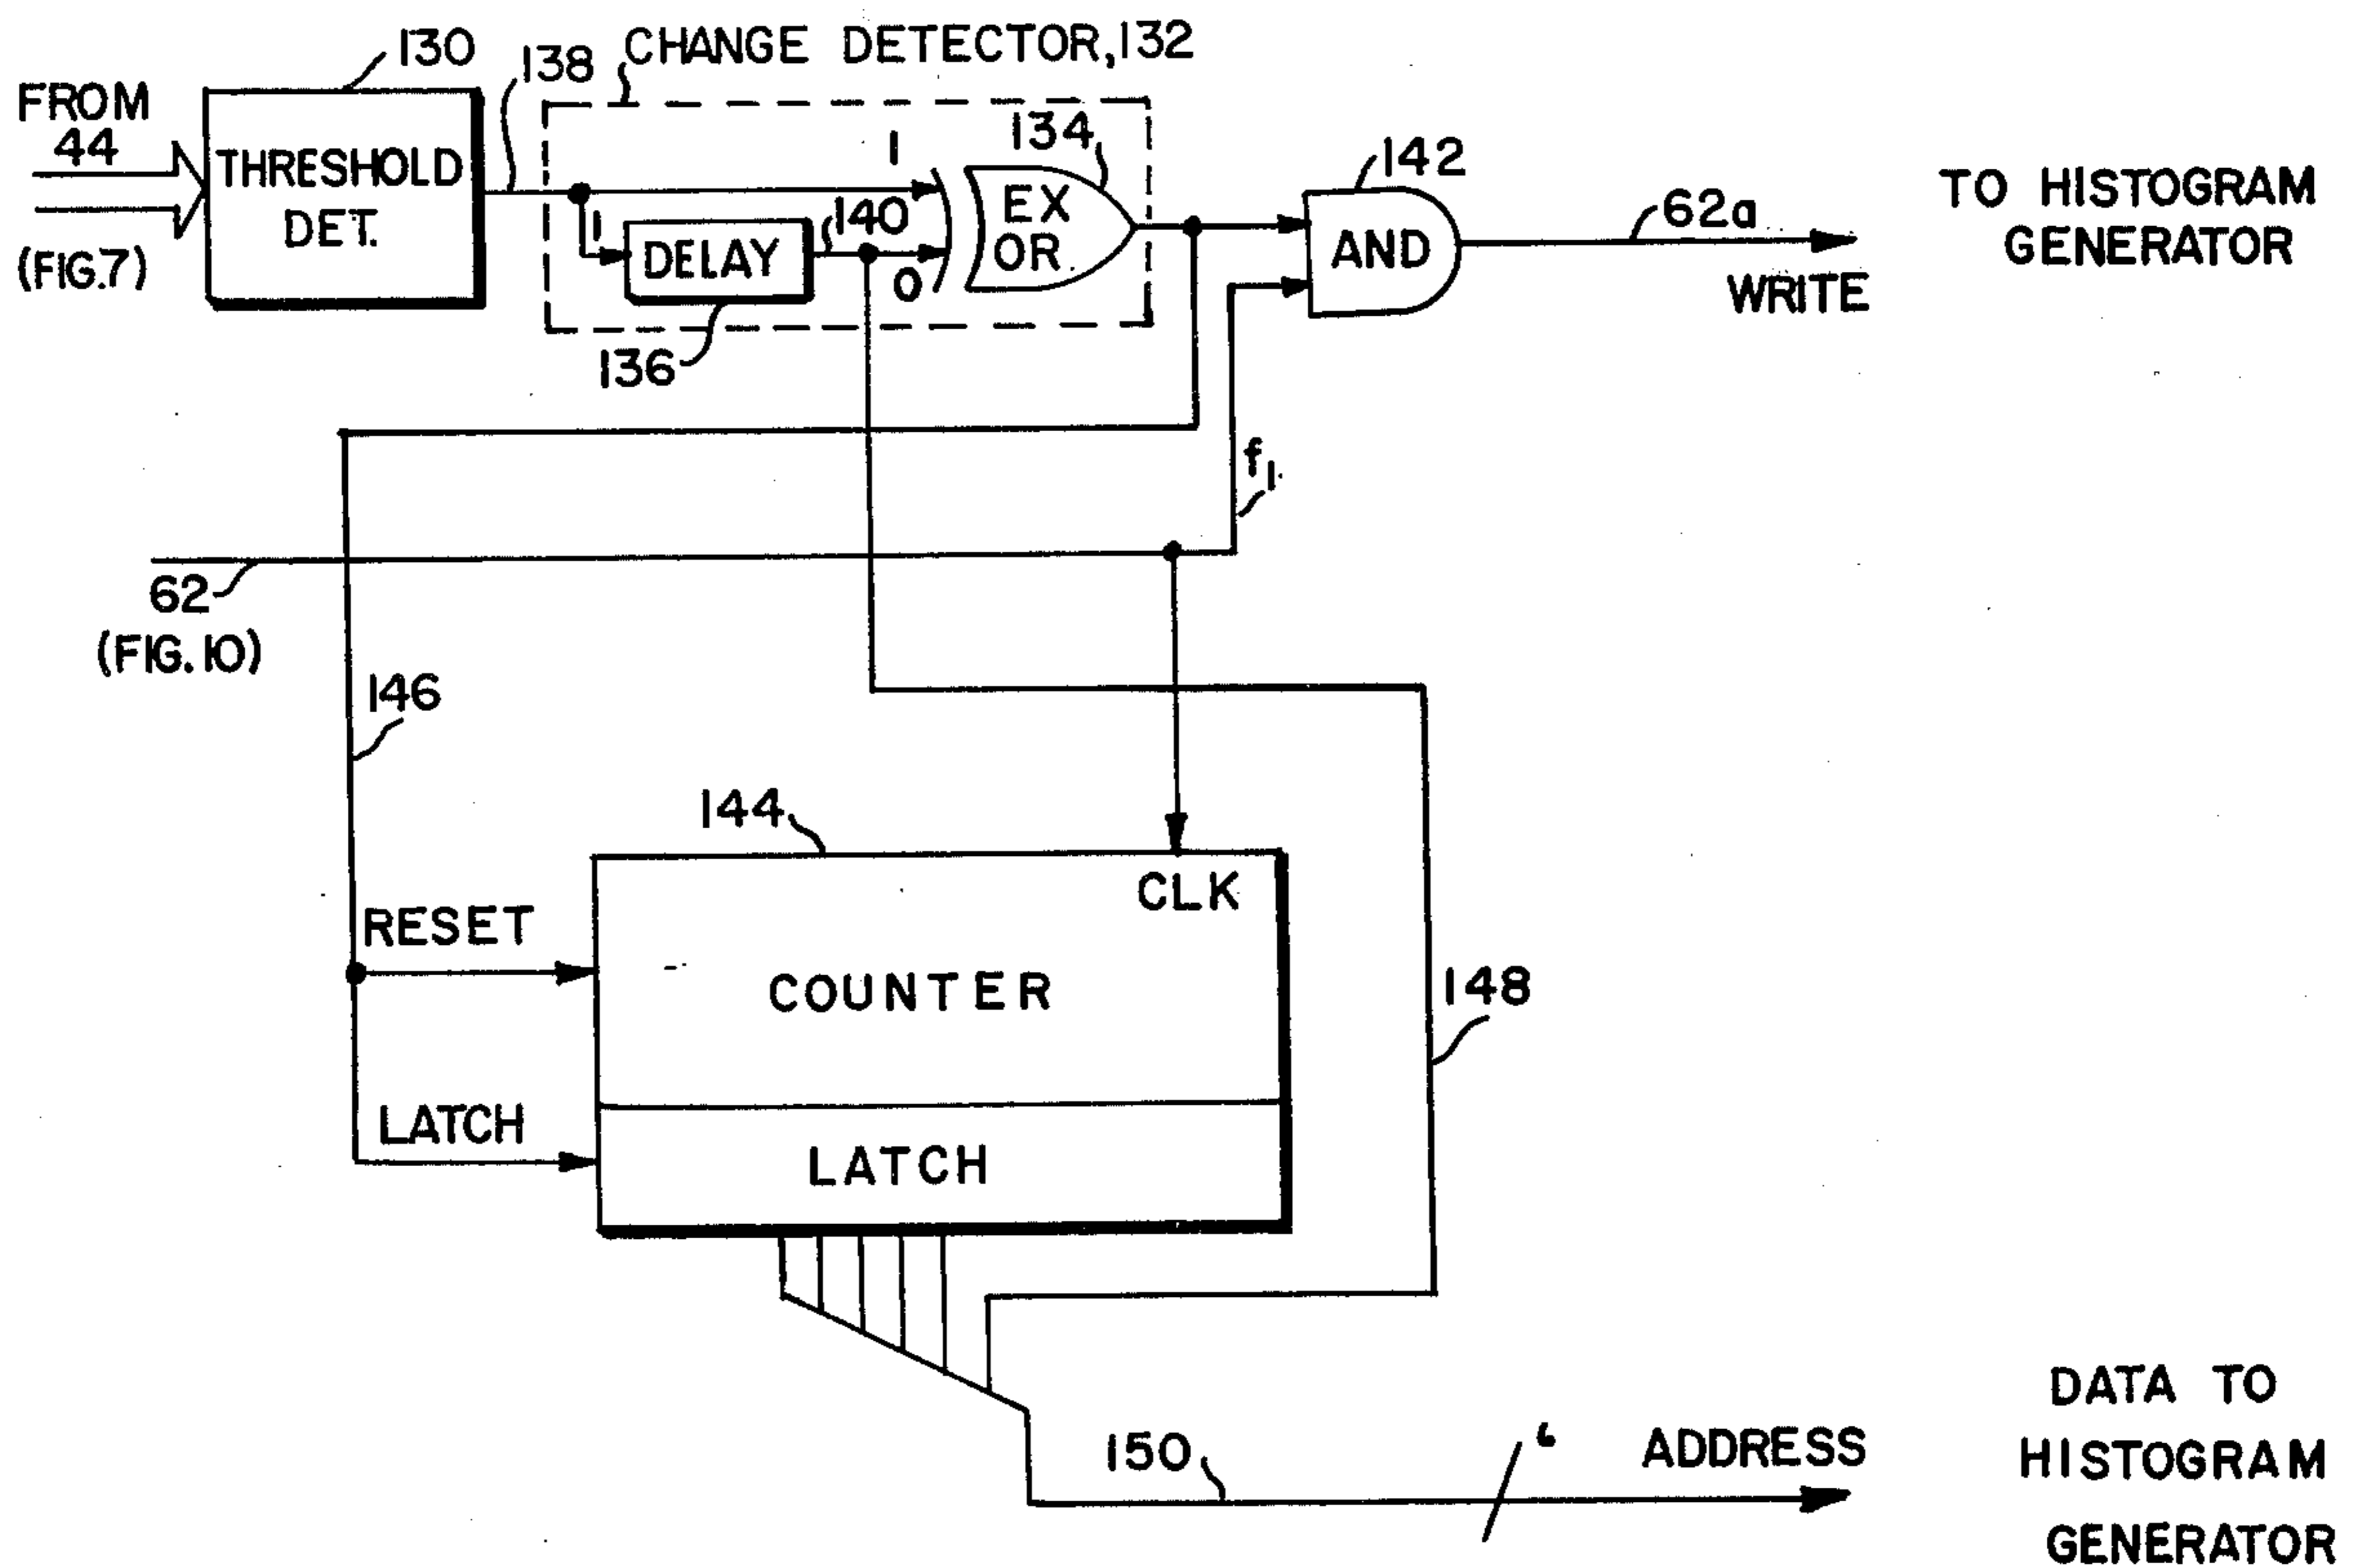 130
138
CHANGE DETECTOR,132
FROM
44
(FIG.7)
THRESHOLD
DET.
1
134
1
DELAY
140
0
EX
OR
136
142
AND
62a
TO HISTOGRAM
GENERATOR
WRITE
f1
62
(FIG.10)
146
144
CLK
RESET
COUNTER
148
LATCH
LATCH
150
6
ADDRESS
DATA TO
HISTOGRAM
GENERATOR